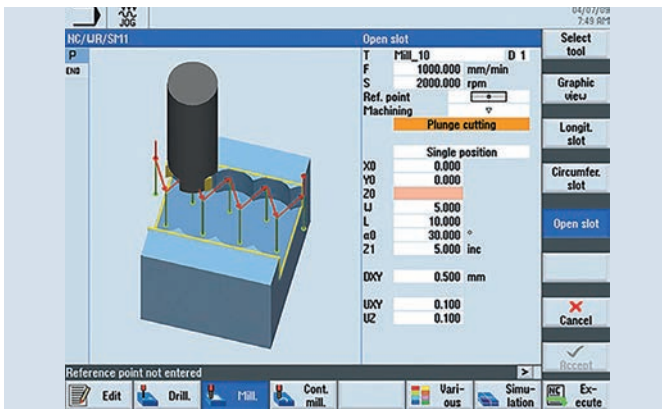 04/07/09
7:49 AM
JOG
NC/WR/SM1
Open slot
Select tool
P
END
T Mill_10 D 1
F 1000.000 mm/min
S 2000.000 rpm
Ref. point
Machining ▽
Graphic view
Plunge cutting
Longit. slot
Single position
X0 0.000
Y0 0.000
Z0
Circumfer. slot
W 5.000
L 10.000
α0 30.000 °
Z1 5.000 inc
Open slot
DXY 0.500 mm
UXY 0.100
UZ 0.100
Cancel
Accept
Reference point not entered
Edit
Drill.
Mill.
Cont. mill.
Vari-ous
Simu-lation
NC Ex-ecute